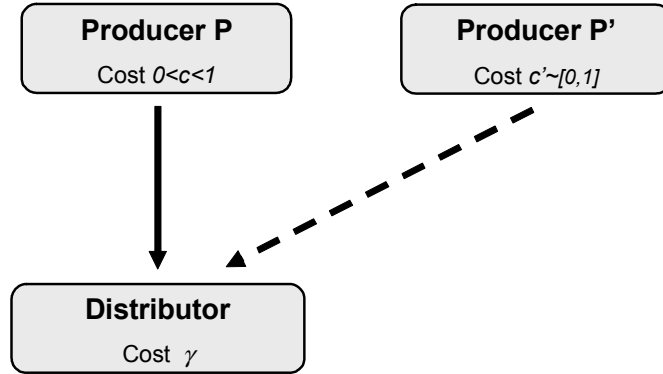 Producer P
Cost 0<c<1
Producer P’
Cost c’~[0,1]
Distributor
Cost γ